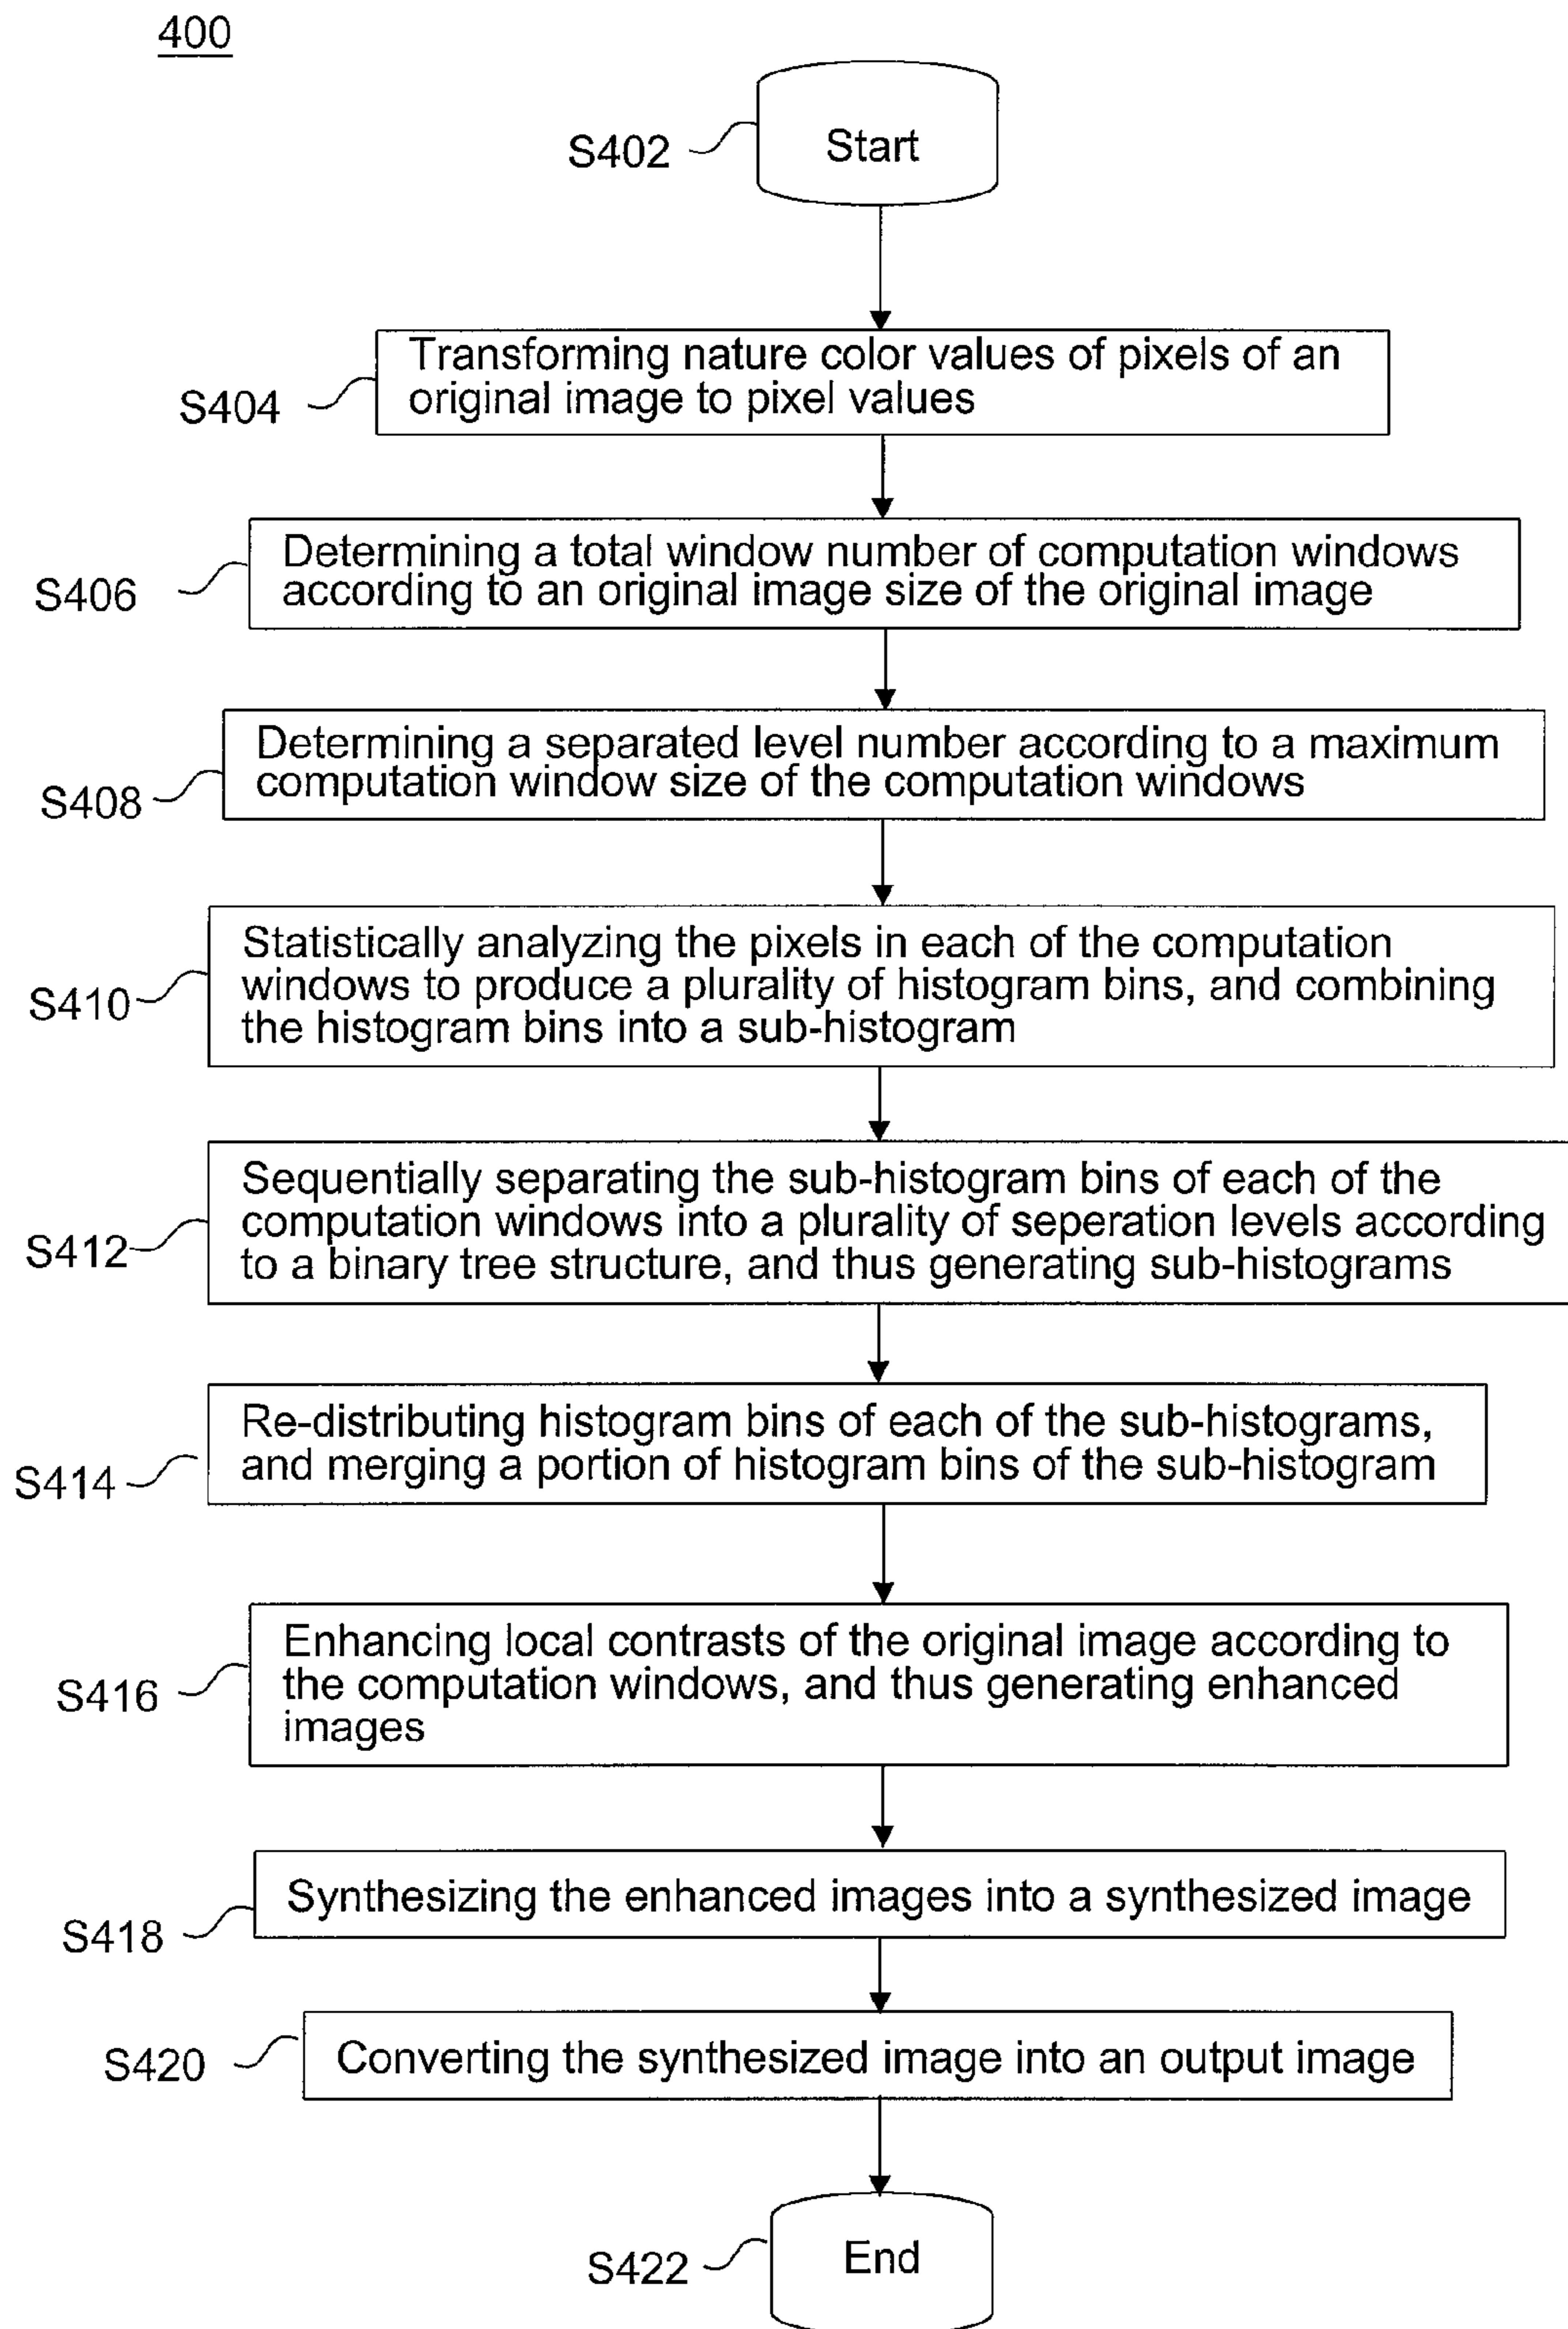 400
S402
Start
S404
Transforming nature color values of pixels of an
original image to pixel values
S406
Determining a total window number of computation windows
according to an original image size of the original image
S408
Determining a separated level number according to a maximum
computation window size of the computation windows
S410
Statistically analyzing the pixels in each of the computation
windows to produce a plurality of histogram bins, and combining
the histogram bins into a sub-histogram
S412
Sequentially separating the sub-histogram bins of each of the
computation windows into a plurality of seperation levels according
to a binary tree structure, and thus generating sub-histograms
S414
Re-distributing histogram bins of each of the sub-histograms,
and merging a portion of histogram bins of the sub-histogram
S416
Enhancing local contrasts of the original image according to
the computation windows, and thus generating enhanced
images
S418
Synthesizing the enhanced images into a synthesized image
S420
Converting the synthesized image into an output image
S422
End